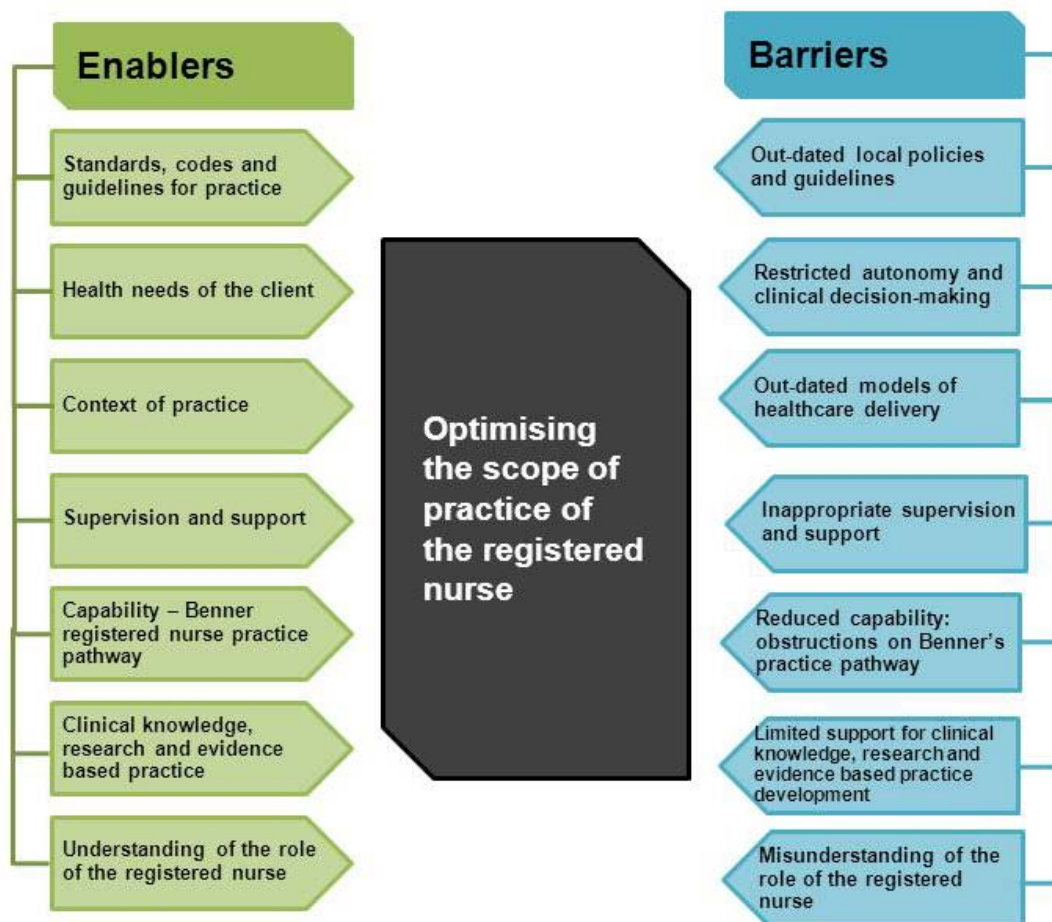 Enablers
Standards, codes and
guidelines for practice
Health needs of the client
Context of practice
Supervision and support
Capability – Benner
registered nurse practice
pathway
Clinical knowledge,
research and evidence
based practice
Understanding of the role
of the registered nurse
Optimising
the scope of
practice of
the registered
nurse
Barriers
Out-dated local policies
and guidelines
Restricted autonomy and
clinical decision-making
Out-dated models of
healthcare delivery
Inappropriate supervision
and support
Reduced capability:
obstructions on Benner's
practice pathway
Limited support for clinical
knowledge, research and
evidence based practice
development
Misunderstanding of the
role of the registered
nurse